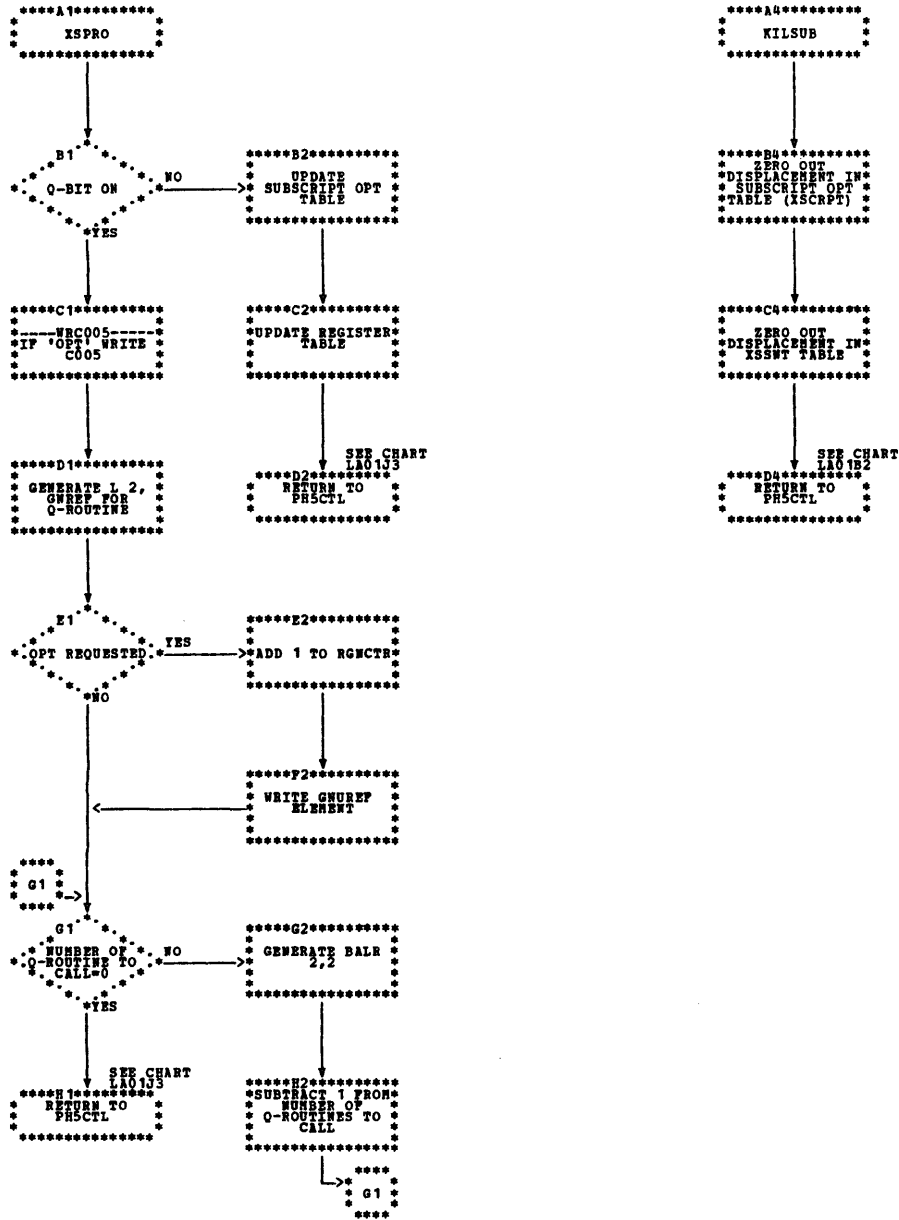 A1
XSPRO
A4
KILSUB
B1
Q-BIT ON
NO
YES
B2
UPDATE
SUBSCRIPT OPT
TABLE
B4
ZERO OUT
DISPLACEMENT IN
SUBSCRIPT OPT
TABLE (XSCRPT)
C1
----WRC005-----
IF 'OPT' WRITE
C005
C2
UPDATE REGISTER
TABLE
C4
ZERO OUT
DISPLACEMENT IN
XSSNT TABLE
D1
GENERATE L 2,
GNREF FOR
Q-ROUTINE
SEE CHART
LA01J3
D2
RETURN TO
PH5CTL
SEE CHART
LA01B2
D4
RETURN TO
PH5CTL
E1
OPT REQUESTED
YES
NO
E2
ADD 1 TO RGNCTR
F2
WRITE GNUREF
ELEMENT
G1
G1
NUMBER OF
Q-ROUTINE TO
CALL=0
NO
YES
G2
GENERATE BALR
2,2
SEE CHART
LA01J3
H1
RETURN TO
PH5CTL
H2
SUBTRACT 1 FROM
NUMBER OF
Q-ROUTINES TO
CALL
G1